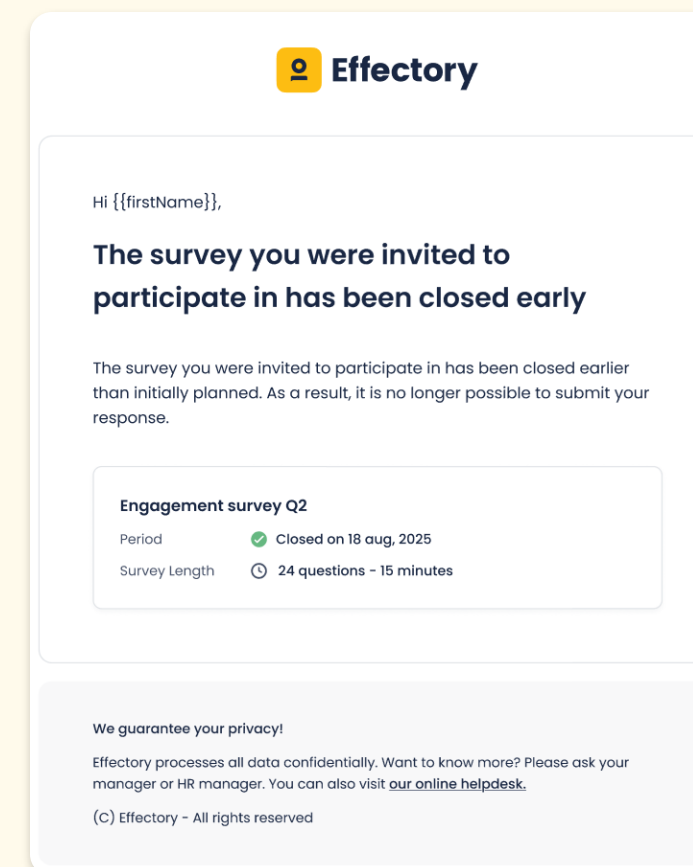 Effectory
Hi {{firstName}},
The survey you were invited to
participate in has been closed early
The survey you were invited to participate in has been closed earlier
than initially planned. As a result, it is no longer possible to submit your
response.
Engagement survey Q2
Period Closed on 18 aug, 2025
Survey Length 24 questions - 15 minutes
We guarantee your privacy!
Effectory processes all data confidentially. Want to know more? Please ask your
manager or HR manager. You can also visit our online helpdesk.
(C) Effectory - All rights reserved